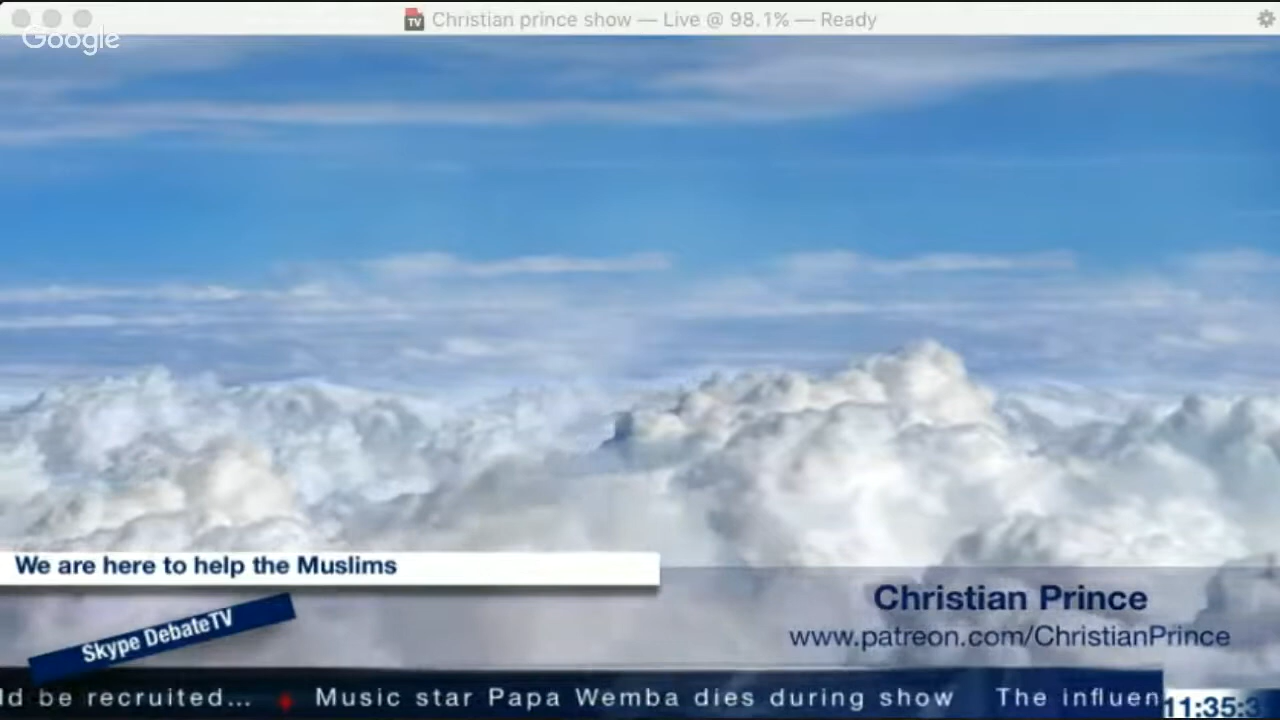 Christian prince show — Live @ 98.1% — Ready
Google
We are here to help the Muslims
Christian Prince
Skype DebateTV
www.patreon.com/ChristianPrince
ld be recruited... ♦ Music star Papa Wemba dies during show The influen
11:35:3